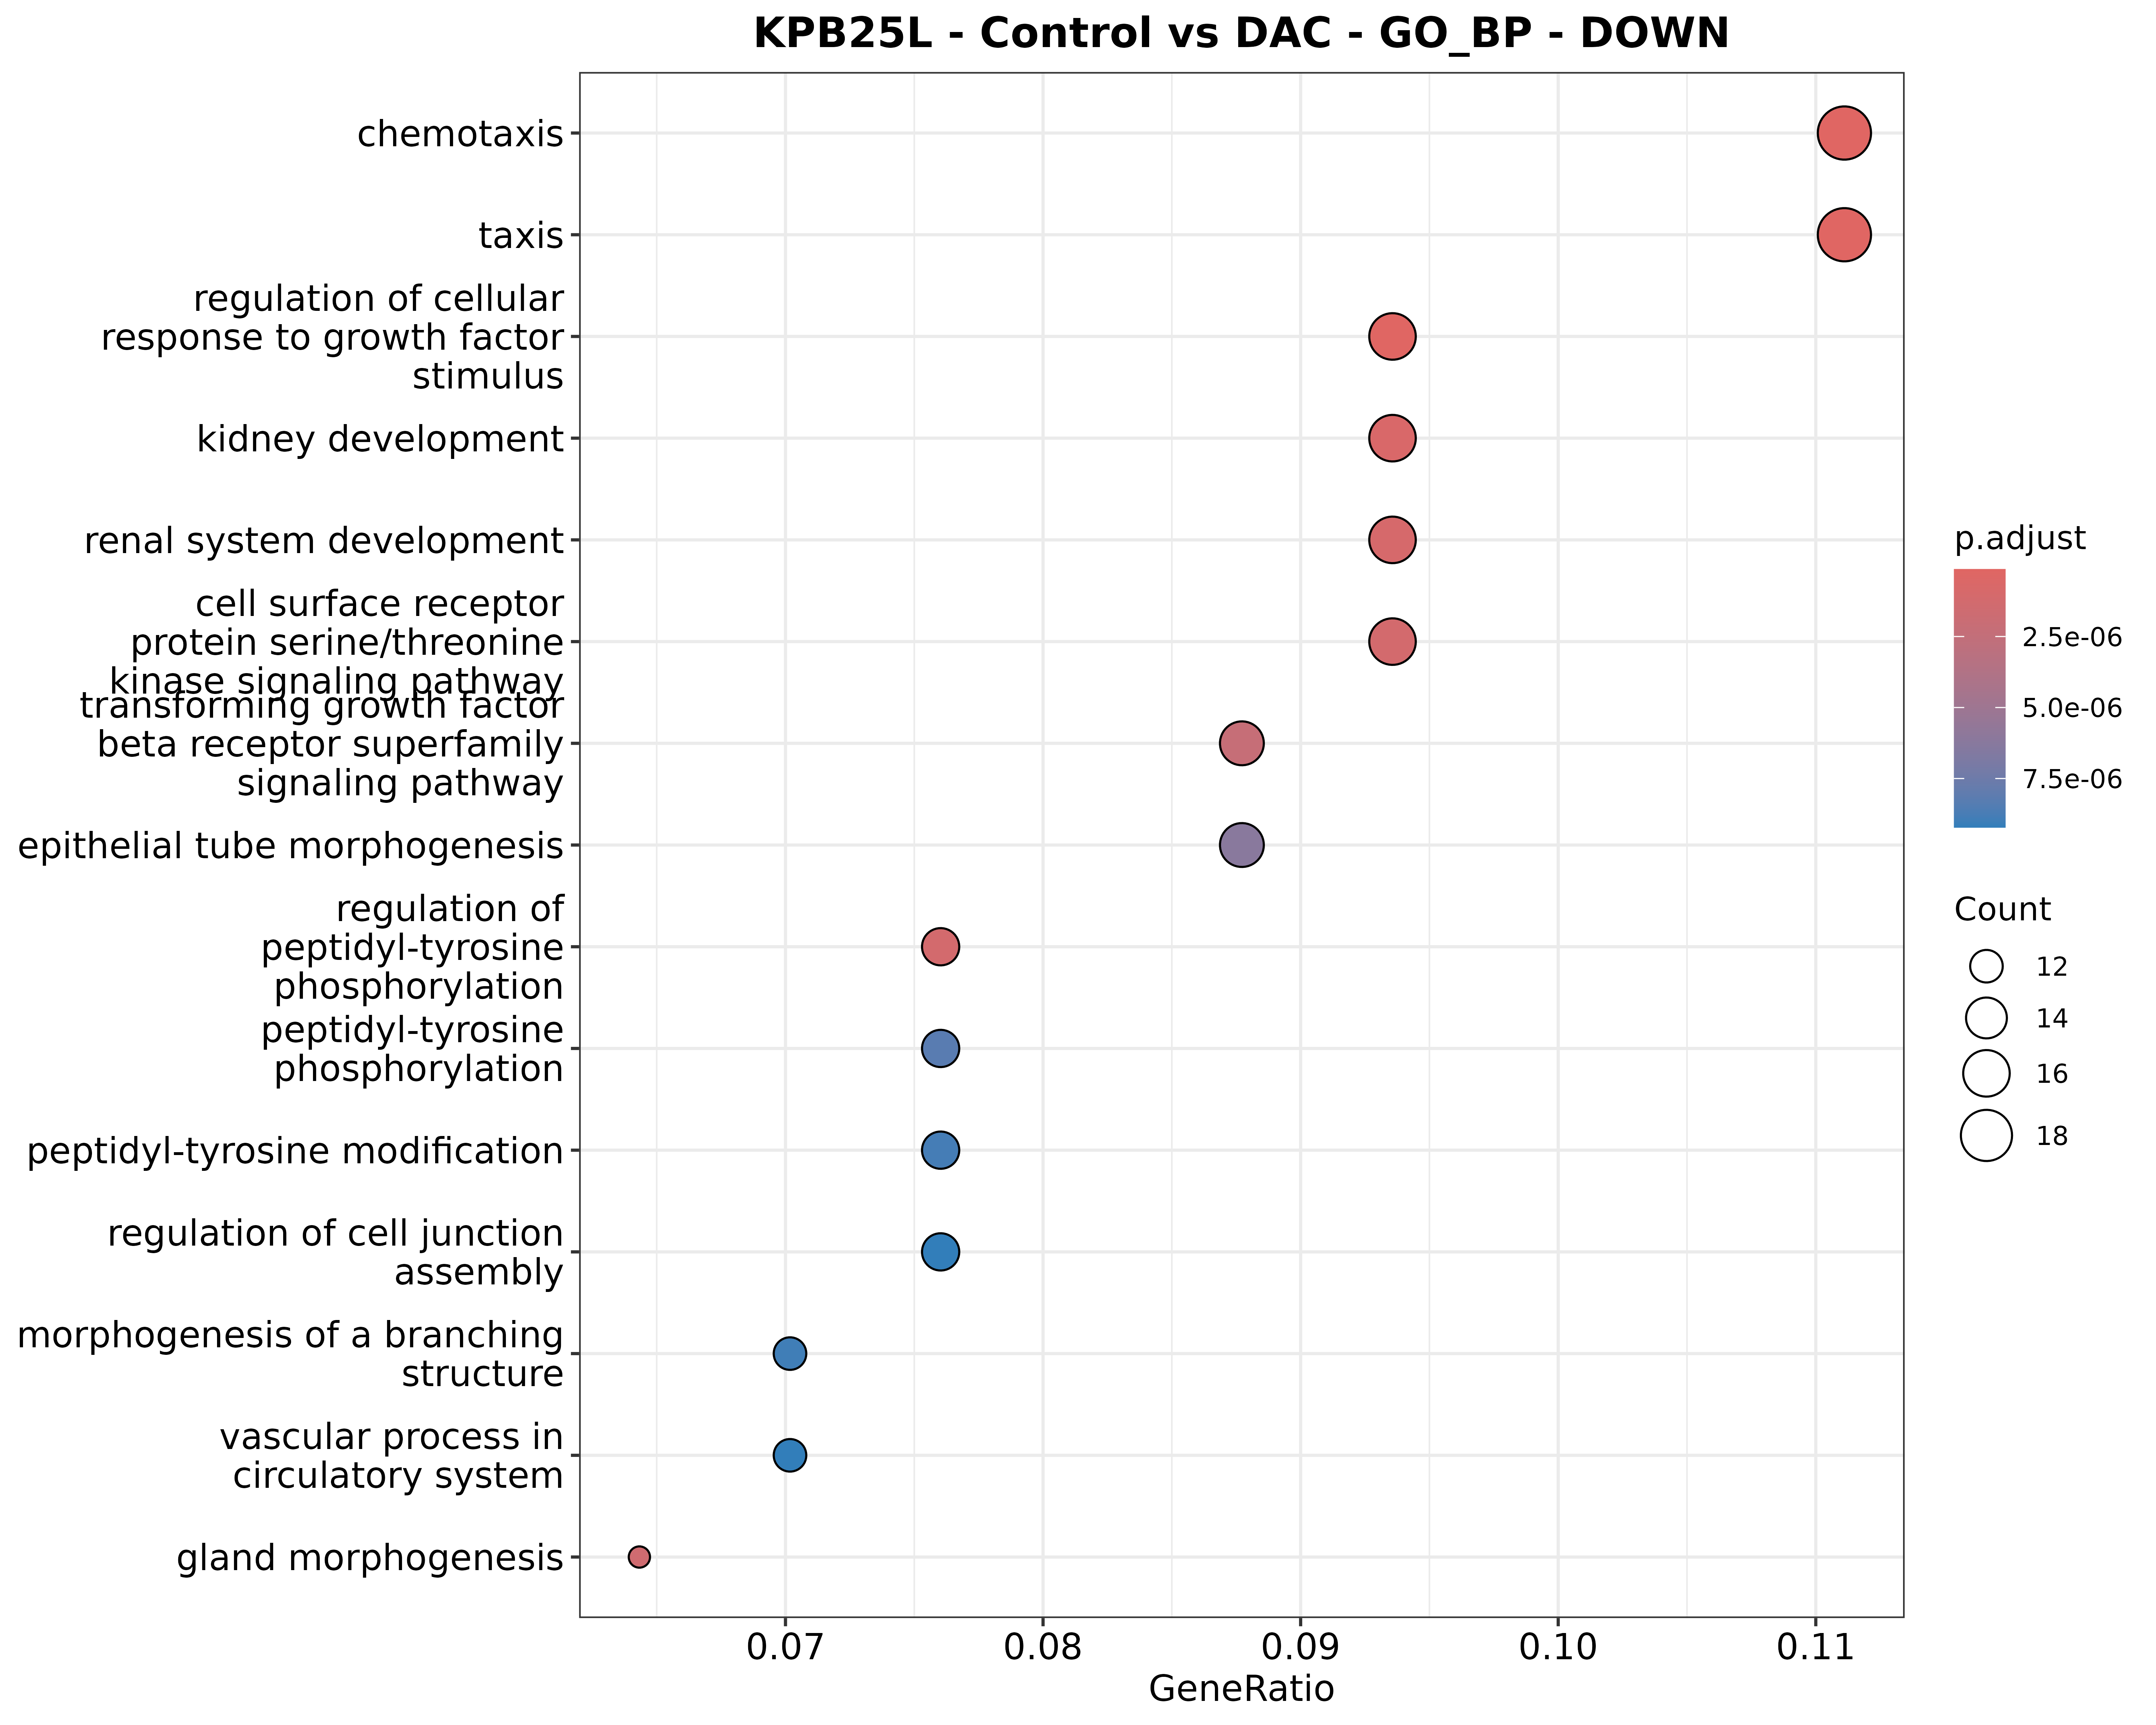 KPB25L - Control vs DAC - GO_BP - DOWN
chemotaxis
taxis
regulation of cellular
response to growth factor
stimulus
kidney development
renal system development
cell surface receptor
protein serine/threonine
kinase signaling pathway
transforming growth factor
beta receptor superfamily
signaling pathway
epithelial tube morphogenesis
regulation of
peptidyl-tyrosine
phosphorylation
peptidyl-tyrosine
phosphorylation
peptidyl-tyrosine modification
regulation of cell junction
assembly
morphogenesis of a branching
structure
vascular process in
circulatory system
gland morphogenesis
0.07
0.08
0.09
0.10
0.11
GeneRatio
p.adjust
2.5e-06
5.0e-06
7.5e-06
Count
12
14
16
18